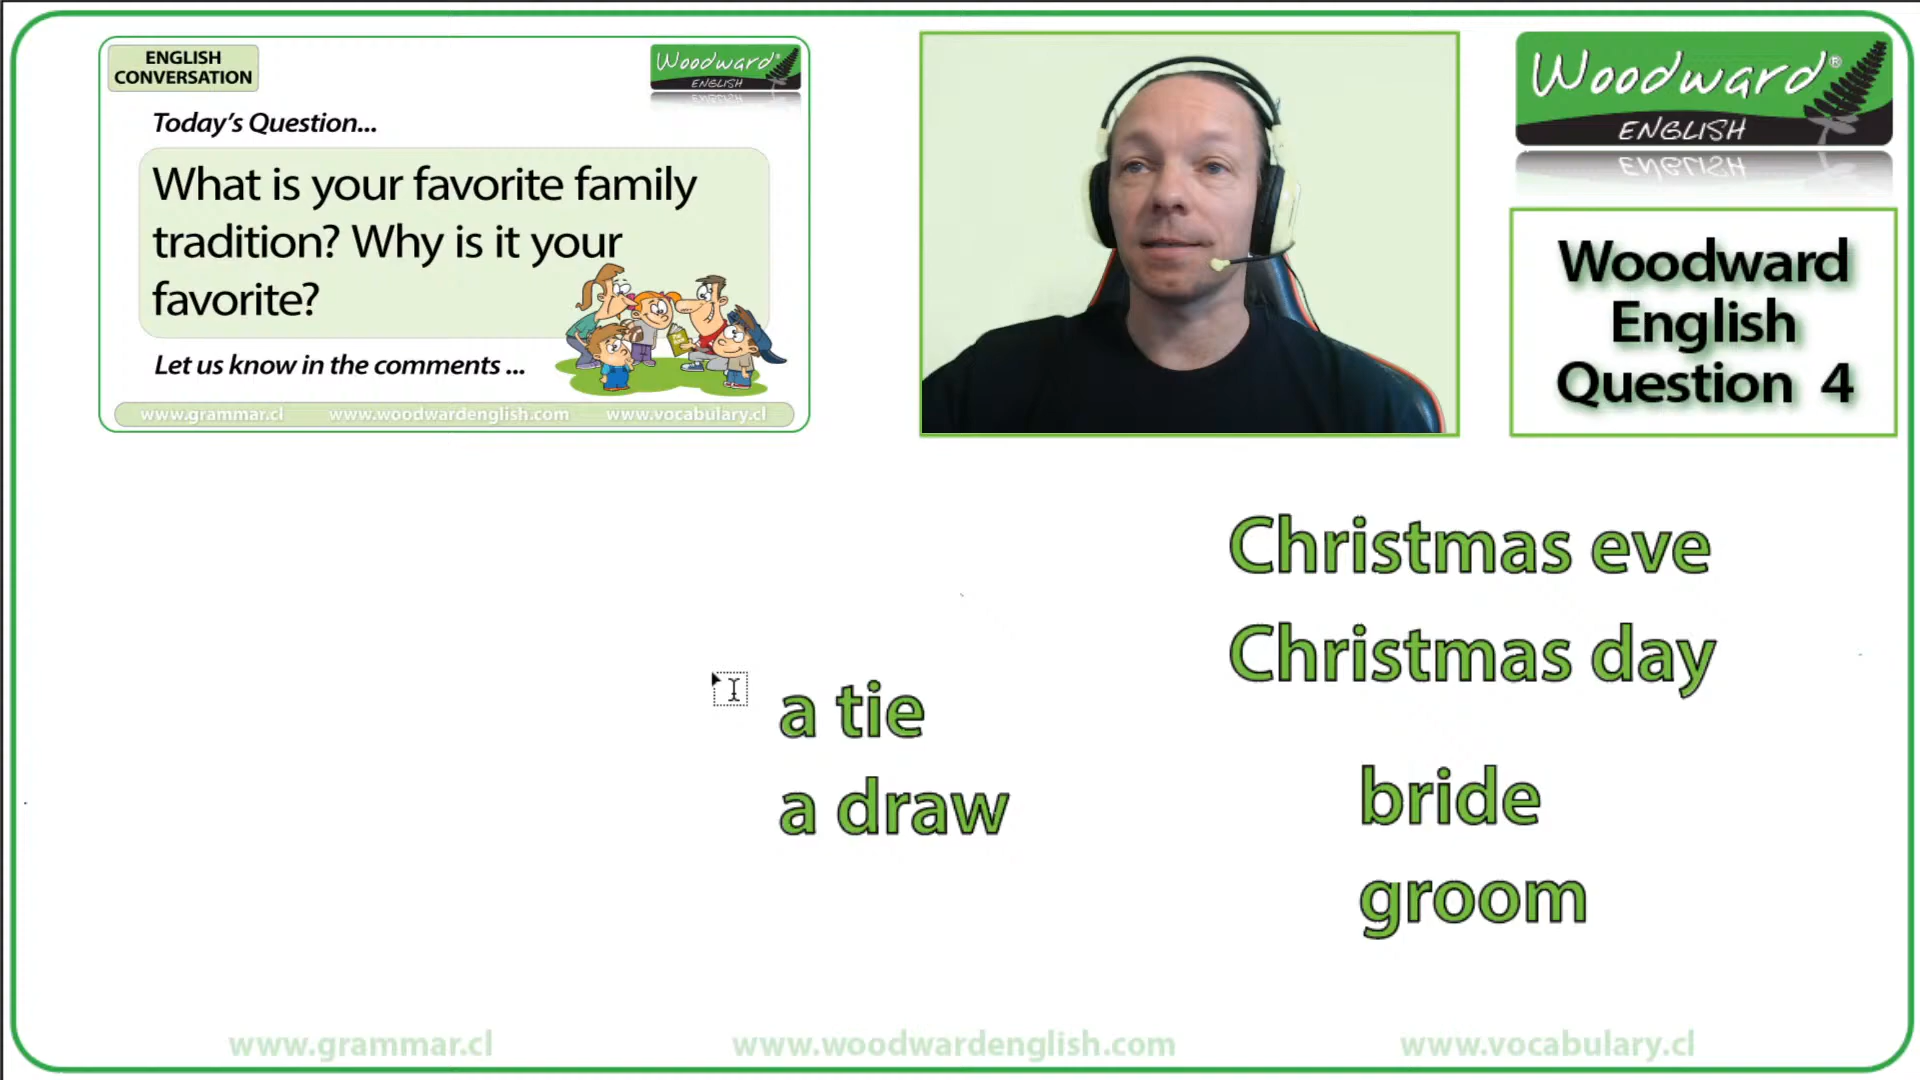 ENGLISH
CONVERSATION
Woodward
ENGLISH
Today's Question...
What is your favorite family
tradition? Why is it your
favorite?
Let us know in the comments ...
www.grammar.cl www.woodwardenglish.com www.vocabulary.cl
Woodward®
ENGLISH
Woodward
English
Question 4
Christmas eve
Christmas day
a tie
a draw
bride
groom
www.grammar.cl www.woodwardenglish.com www.vocabulary.cl